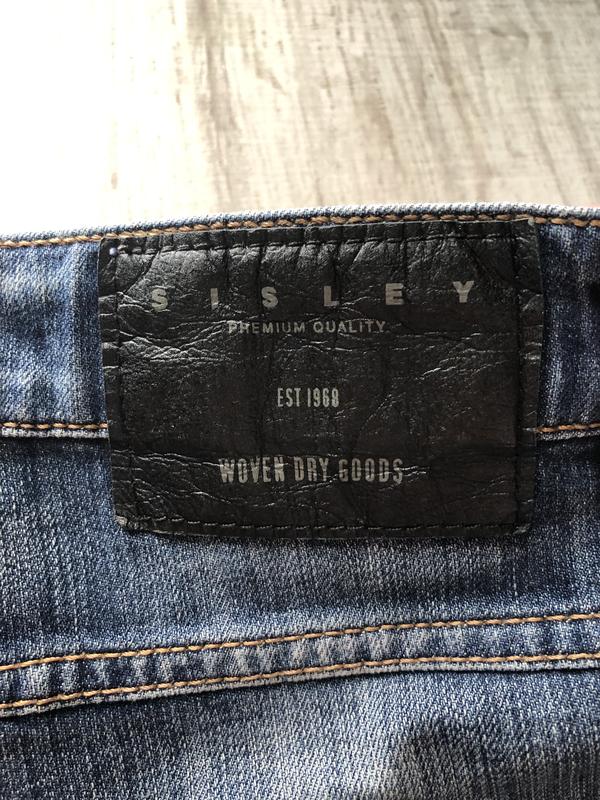 SISLEY
PREMIUM QUALITY
EST 1968
WOVEN DRY GOODS